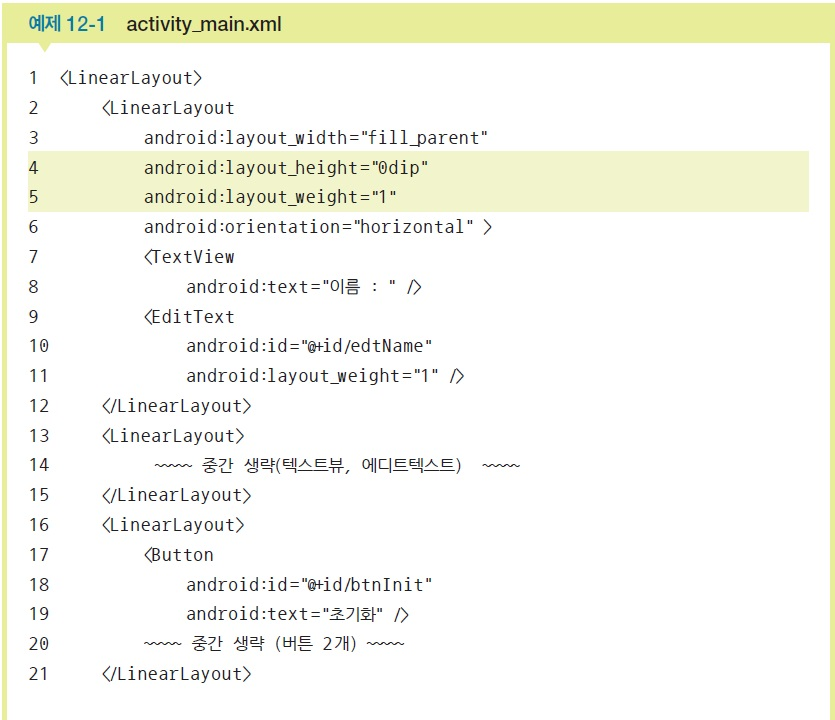 예제 12-1 activity_main.xml
1 <LinearLayout>
2 <LinearLayout
3 android:layout_width="fill_parent"
4 android:layout_height="0dip"
5 android:layout_weight="1"
6 android:orientation="horizontal" >
7 <TextView
8 android:text="이름 : " />
9 <EditText
10 android:id="@+id/edtName"
11 android:layout_weight="1" />
12 </LinearLayout>
13 <LinearLayout>
14 ~~~~ 중간 생략(텍스트뷰, 에디트텍스트) ~~~~
15 </LinearLayout>
16 <LinearLayout>
17 <Button
18 android:id="@+id/btnInit"
19 android:text="초기화" />
20 ~~~~ 중간 생략 (버튼 2개) ~~~~
21 </LinearLayout>